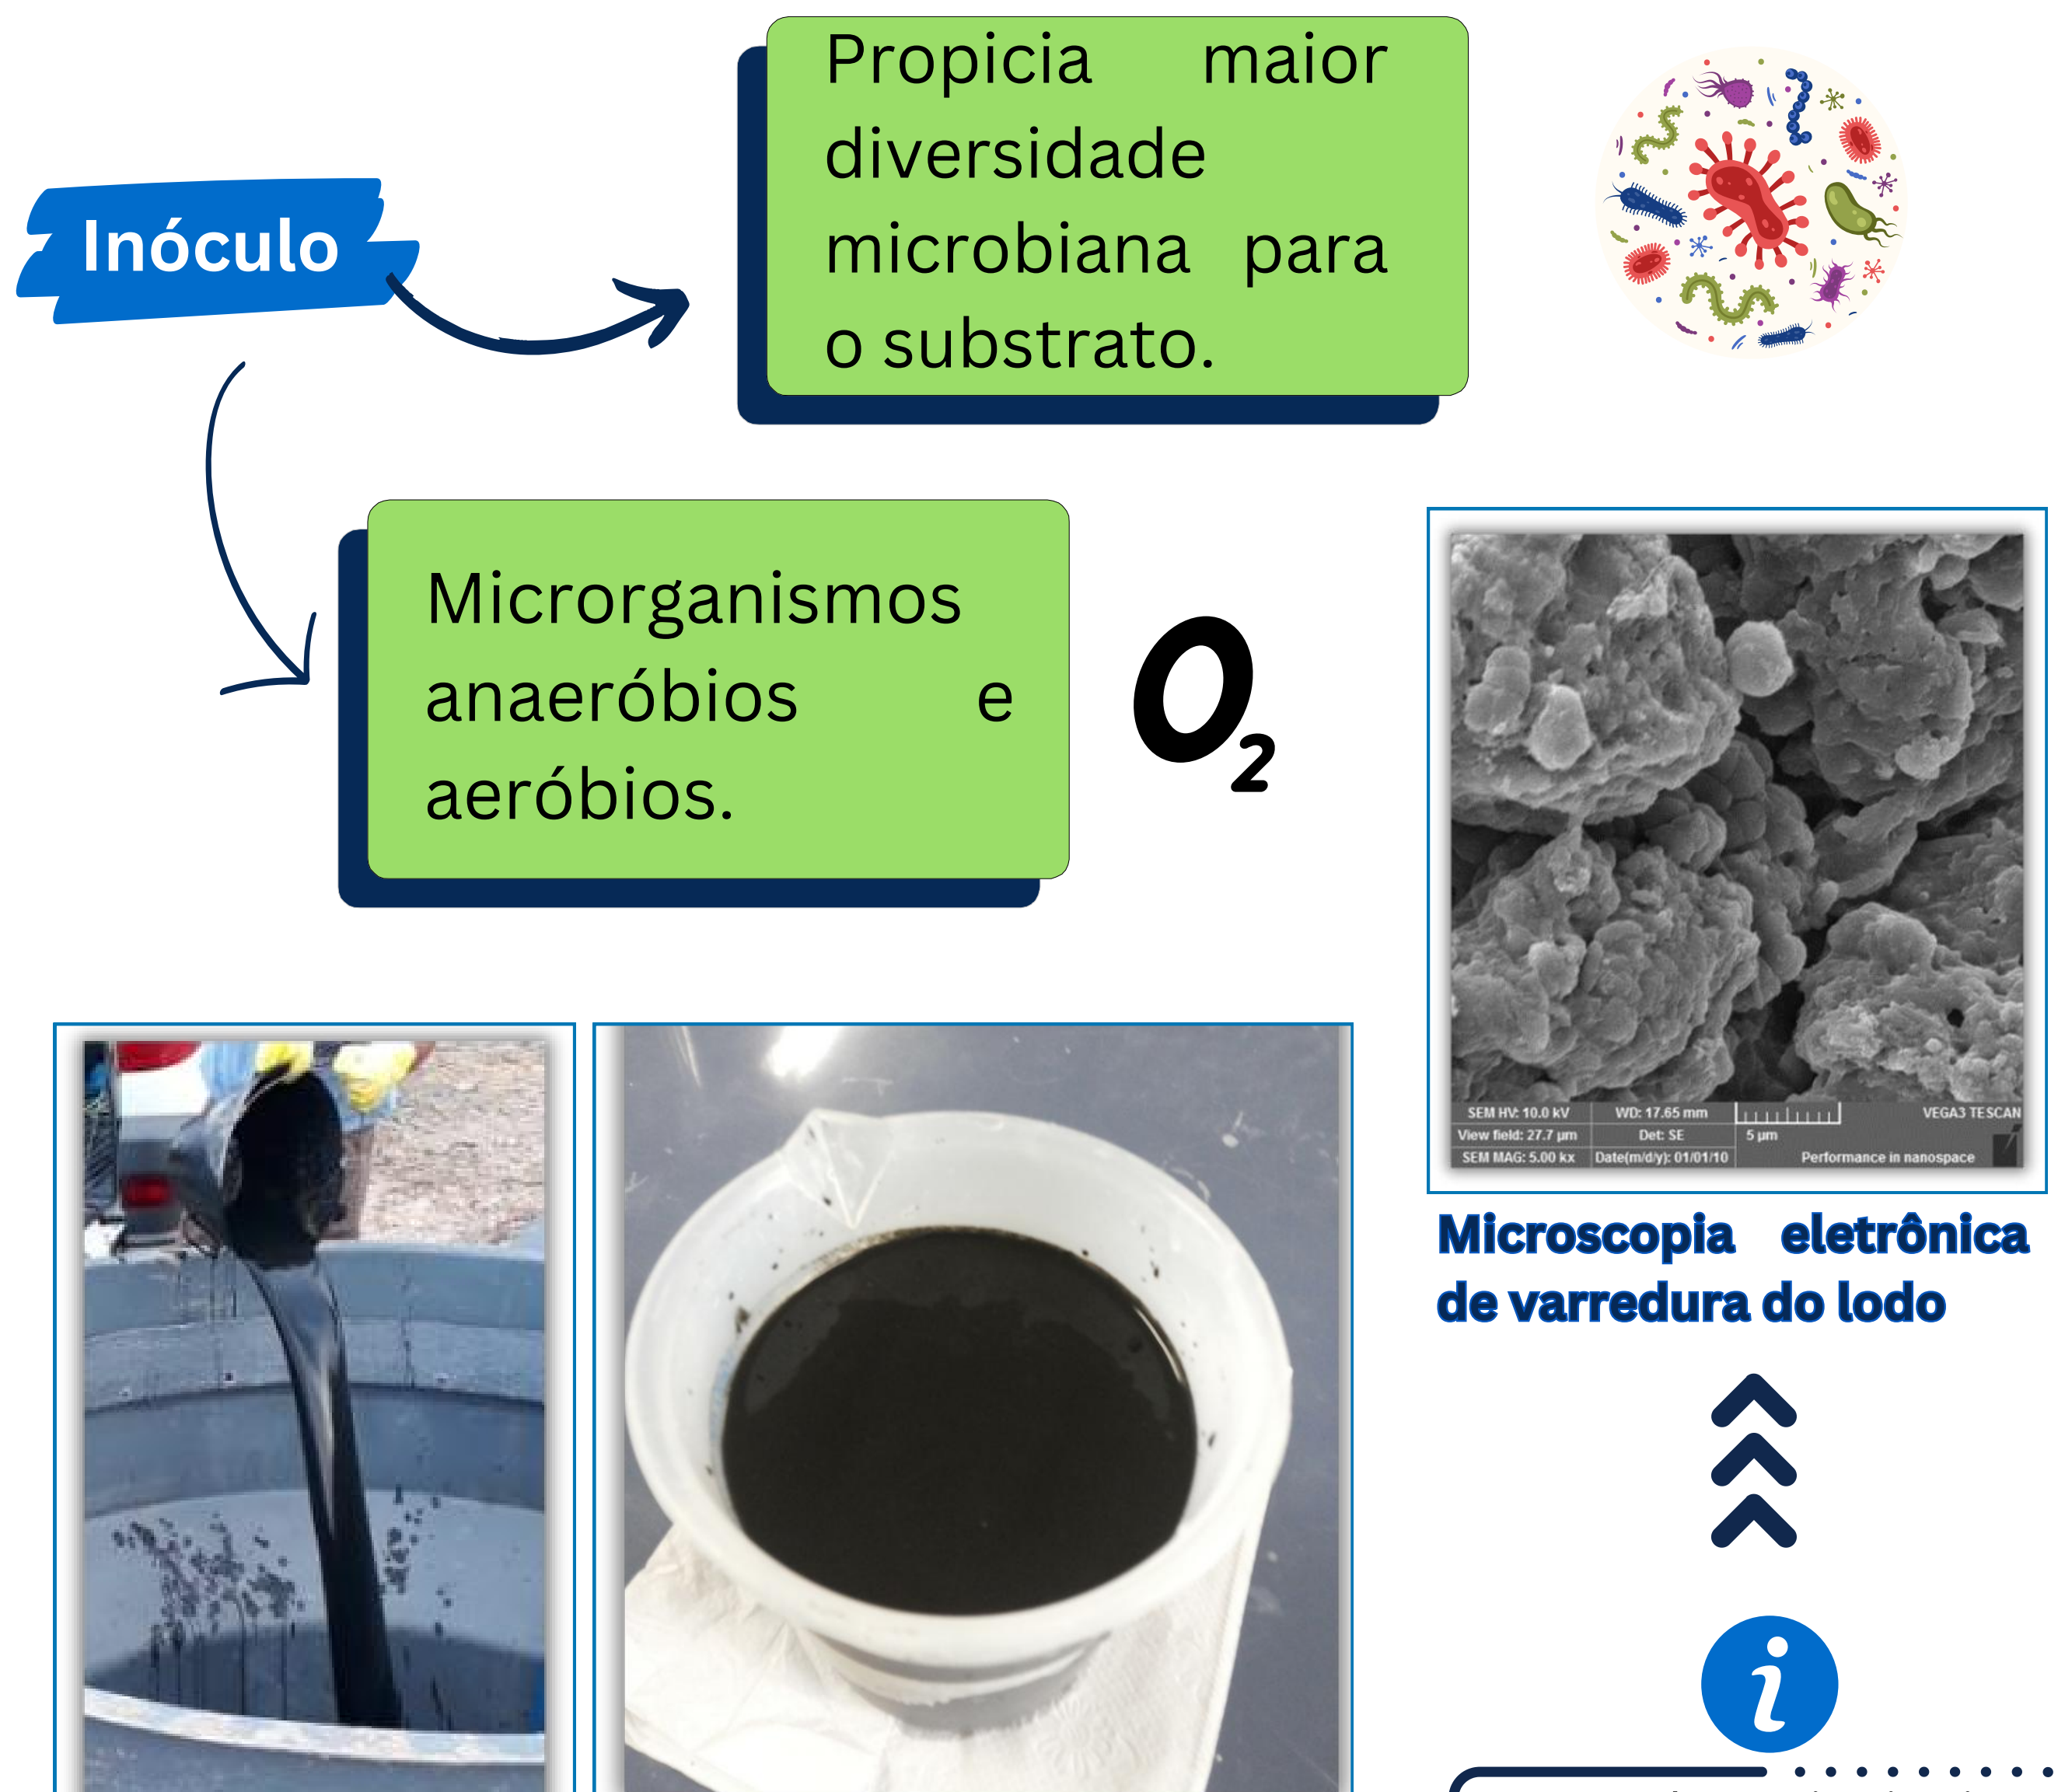 Propicia maior
diversidade
microbiana para
o substrato.
Inóculo
Microrganismos
anaeróbios e
aeróbios.
O₂
SEM HV: 10.0 kV WD: 17.65 mm VEGA3 TESCAN
View field: 27.7 µm Det: SE 5 µm
SEM MAG: 5.00 kx Date(m/d/y): 01/01/10 Performance in nanospace
Microscopia eletrônica
de varredura do lodo
i